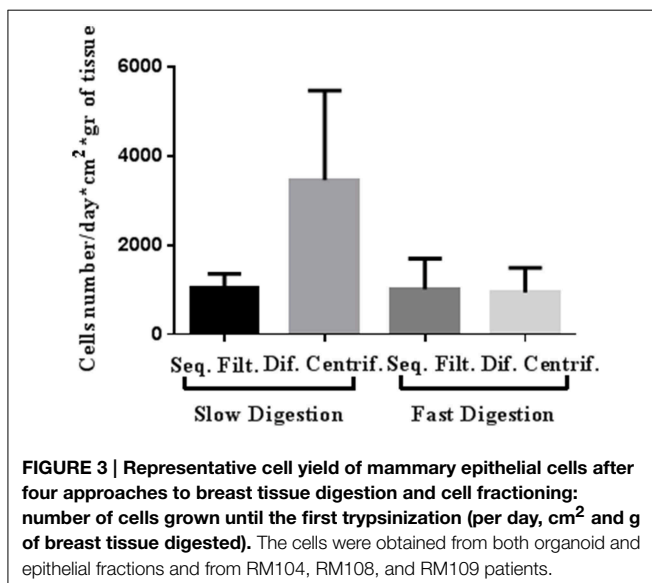 Cells number/day*cm²*gr of tissue
6000
4000
2000
0
Seq. Filt. Dif. Centrif. Seq. Filt. Dif. Centrif.
Slow Digestion Fast Digestion
FIGURE 3 | Representative cell yield of mammary epithelial cells after
four approaches to breast tissue digestion and cell fractioning:
number of cells grown until the first trypsinization (per day, cm² and g
of breast tissue digested). The cells were obtained from both organoid and
epithelial fractions and from RM104, RM108, and RM109 patients.